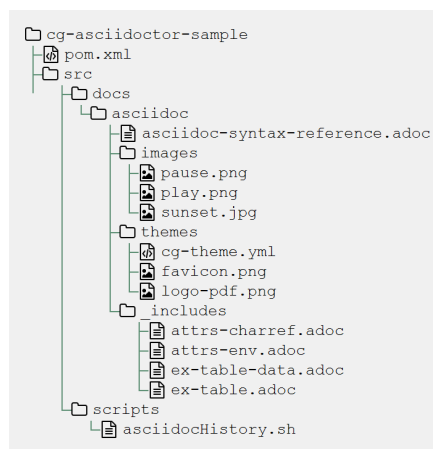 cg-asciidoctor-sample
pom.xml
src
docs
asciidoc
asciidoc-syntax-reference.adoc
images
pause.png
play.png
sunset.jpg
themes
cg-theme.yml
favicon.png
logo-pdf.png
_includes
attrs-charref.adoc
attrs-env.adoc
ex-table-data.adoc
ex-table.adoc
scripts
asciidocHistory.sh